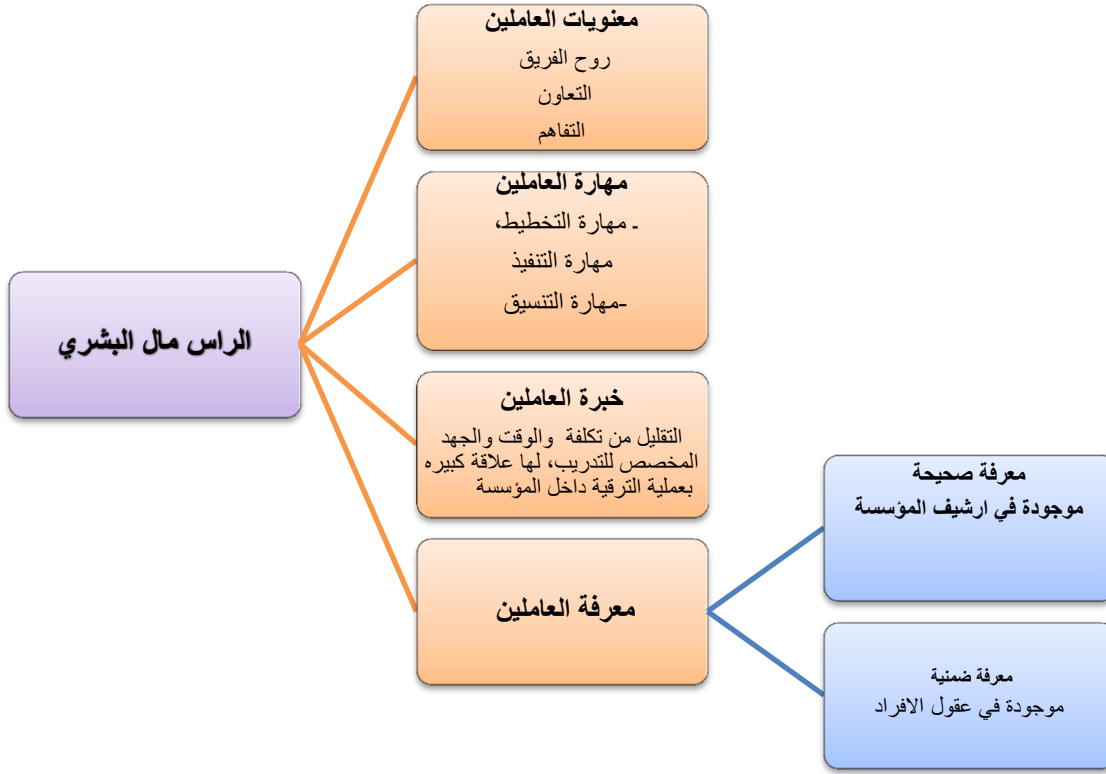 الراس مال البشري
معنويات العاملين
روح الفريق
التعاون
التفاهم
مهارة العاملين
- مهارة التخطيط،
مهارة التنفيذ
-مهارة التنسيق
خبرة العاملين
التقليل من تكلفة والوقت والجهد
المخصص للتدريب، لها علاقة كبيره
بعملية الترقية داخل المؤسسة
معرفة العاملين
معرفة صحيحة
موجودة في ارشيف المؤسسة
معرفة ضمنية
موجودة في عقول الافراد